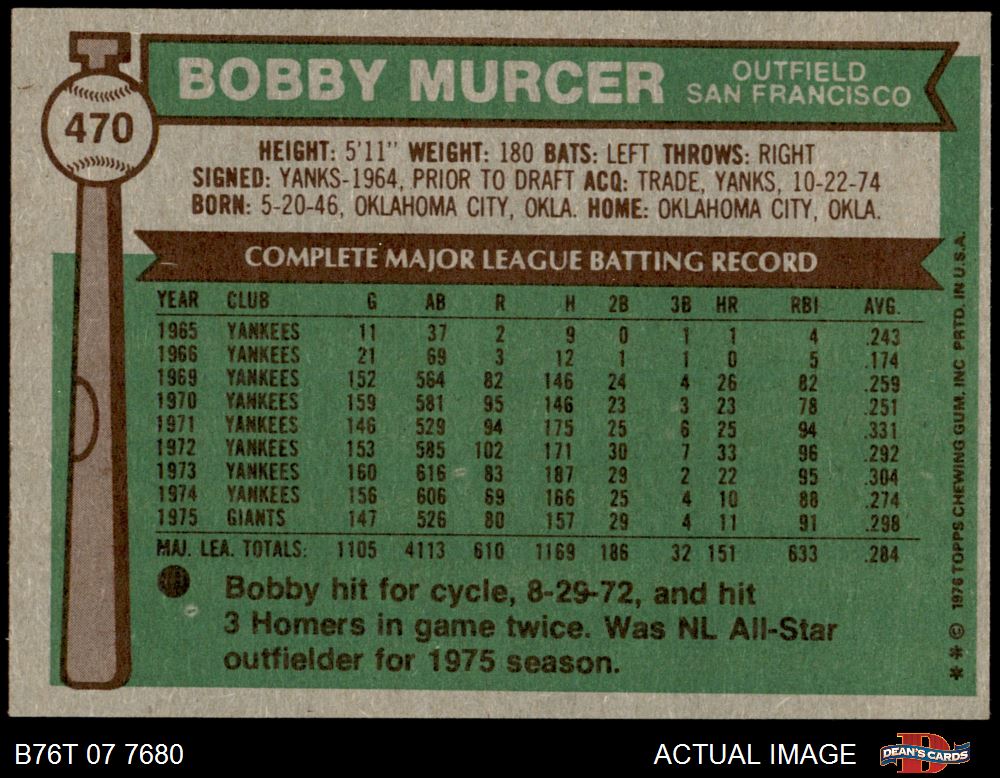 470
BOBBY MURCER
OUTFIELD
SAN FRANCISCO
HEIGHT: 5'11" WEIGHT: 180 BATS: LEFT THROWS: RIGHT
SIGNED: YANKS-1964, PRIOR TO DRAFT ACQ: TRADE, YANKS, 10-22-74
BORN: 5-20-46, OKLAHOMA CITY, OKLA. HOME: OKLAHOMA CITY, OKLA.
COMPLETE MAJOR LEAGUE BATTING RECORD
YEAR CLUB G AB R H 2B 3B HR RBI AVG.
1965 YANKEES 11 37 2 9 0 1 1 4 .243
1966 YANKEES 21 69 3 12 1 1 0 5 .174
1969 YANKEES 152 564 82 146 24 4 26 82 .259
1970 YANKEES 159 581 95 146 23 3 23 78 .251
1971 YANKEES 146 529 94 175 25 6 25 94 .331
1972 YANKEES 153 585 102 171 30 7 33 96 .292
1973 YANKEES 160 616 83 187 29 2 22 95 .304
1974 YANKEES 156 606 69 166 25 4 10 88 .274
1975 GIANTS 147 526 80 157 29 4 11 91 .298
MAJ. LEA. TOTALS: 1105 4113 610 1169 186 32 151 633 .284
Bobby hit for cycle, 8-29-72, and hit
3 Homers in game twice. Was NL All-Star
outfielder for 1975 season.
** © 1976 TOPPS CHEWING GUM. INC PRTD. IN U.S.A.
B76T 07 7680
ACTUAL IMAGE
D
DEAN'S CARDS